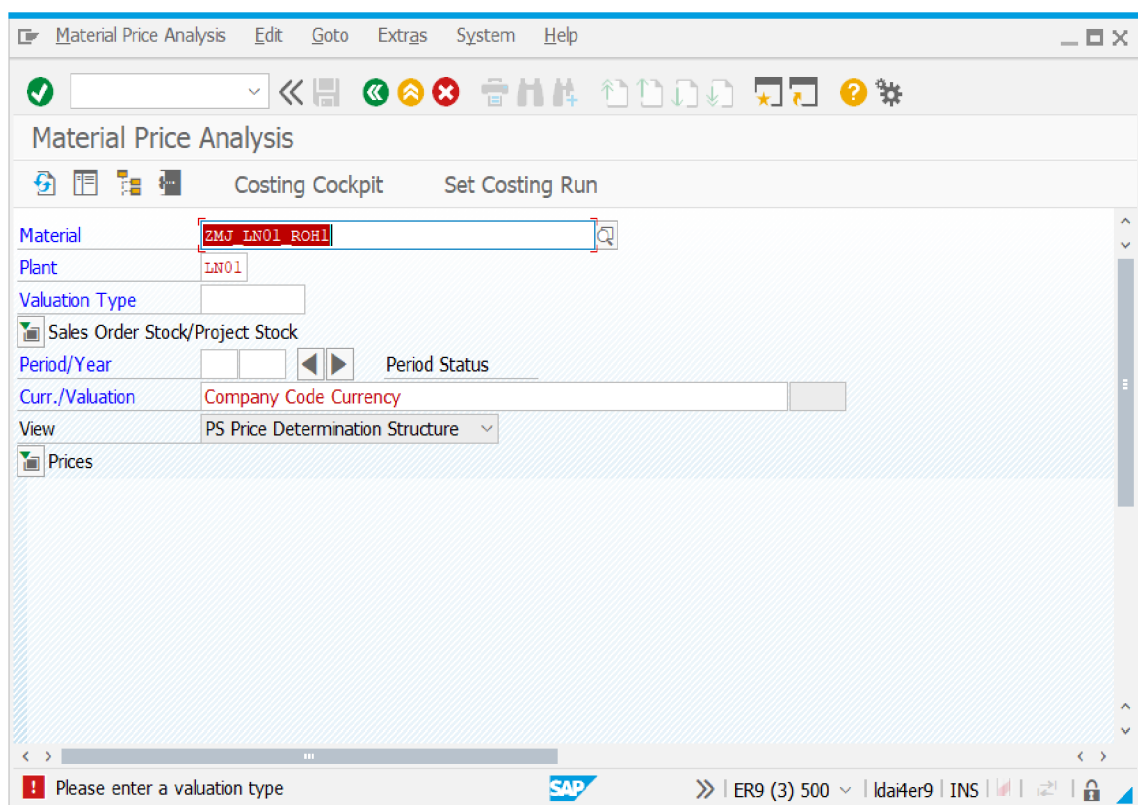 Material Price Analysis Edit Goto Extras System Help
Material Price Analysis
Costing Cockpit Set Costing Run
Material ZMJ_LN01_ROH1
Plant LN01
Valuation Type
Sales Order Stock/Project Stock
Period/Year Period Status
Curr./Valuation Company Code Currency
View PS Price Determination Structure
Prices
Please enter a valuation type SAP ER9 (3) 500 ldai4er9 INS